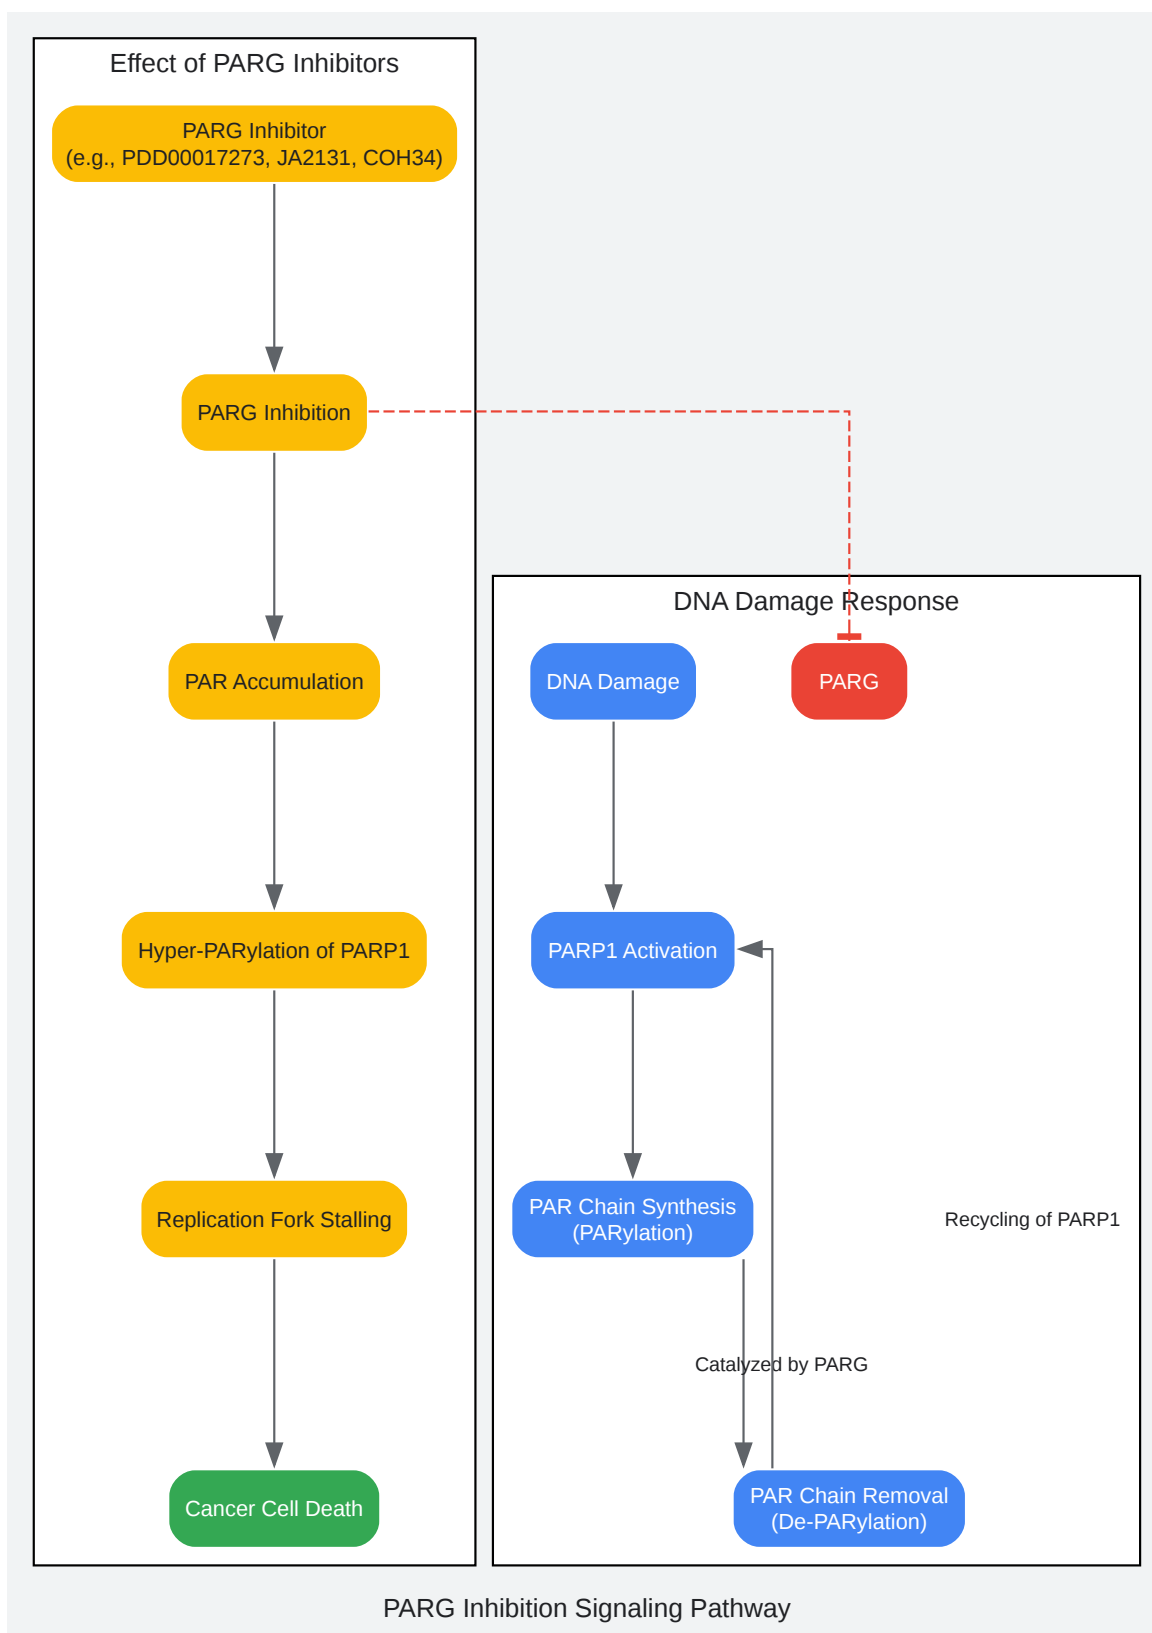 Effect of PARG Inhibitors
PARG Inhibitor
(e.g., PDD00017273, JA2131, COH34)
PARG Inhibition
PAR Accumulation
Hyper-PARylation of PARP1
Replication Fork Stalling
Cancer Cell Death
DNA Damage Response
DNA Damage
PARG
PARP1 Activation
PAR Chain Synthesis
(PARylation)
Recycling of PARP1
Catalyzed by PARG
PAR Chain Removal
(De-PARylation)
PARG Inhibition Signaling Pathway